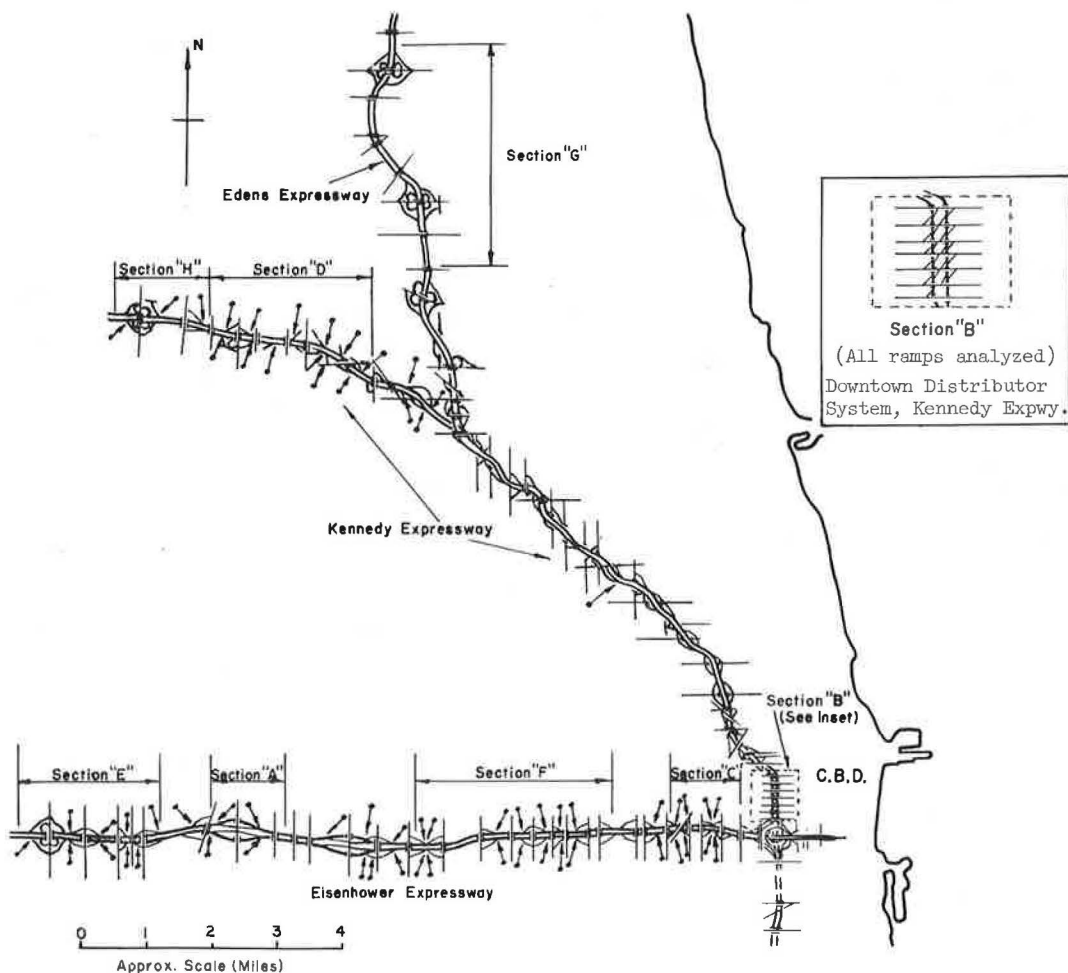 N
Section "G"
Edens Expressway
Section "H"
Section "D"
Section "B"
(All ramps analyzed)
Downtown Distributor
System, Kennedy Expwy.
Kennedy Expressway
Section "B"
(See Inset)
C.B.D.
Section "E"
Section "A"
Section "F"
Section "C"
Eisenhower Expressway
0 1 2 3 4
Approx. Scale (Miles)